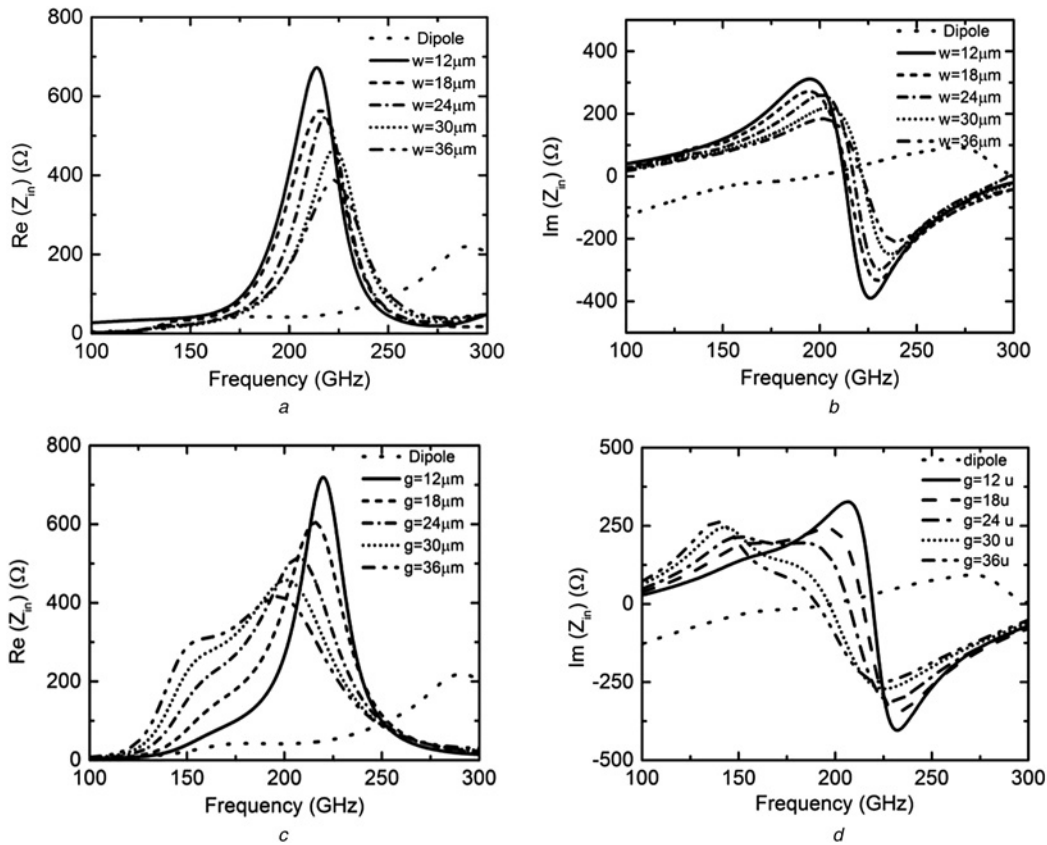 800
600
400
200
0
Re (Z_in) (Ω)
Dipole
w=12μm
w=18μm
w=24μm
w=30μm
w=36μm
100 150 200 250 300
Frequency (GHz)
a
400
200
0
-200
-400
Im (Z_in) (Ω)
Dipole
w=12μm
w=18μm
w=24μm
w=30μm
w=36μm
100 150 200 250 300
Frequency (GHz)
b
800
600
400
200
0
Re (Z_in) (Ω)
Dipole
g=12μm
g=18μm
g=24μm
g=30μm
g=36μm
100 150 200 250 300
Frequency (GHz)
c
500
250
0
-250
-500
Im (Z_in) (Ω)
dipole
g=12 u
g=18u
g=24 u
g=30 u
g=36u
100 150 200 250 300
Frequency (GHz)
d